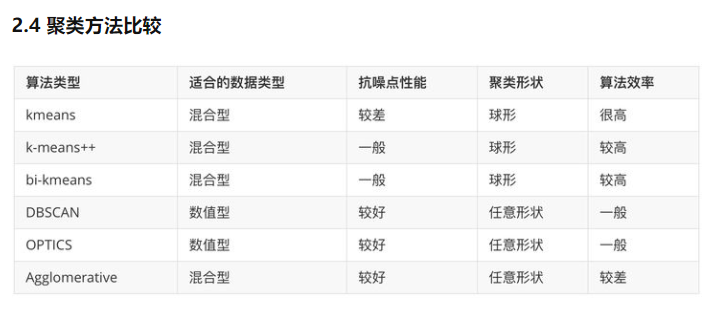 2.4 聚类方法比较
算法类型 适合的数据类型 抗噪点性能 聚类形状 算法效率
kmeans 混合型 较差 球形 很高
k-means++ 混合型 一般 球形 较高
bi-kmeans 混合型 一般 球形 较高
DBSCAN 数值型 较好 任意形状 一般
OPTICS 数值型 较好 任意形状 一般
Agglomerative 混合型 较好 任意形状 较差